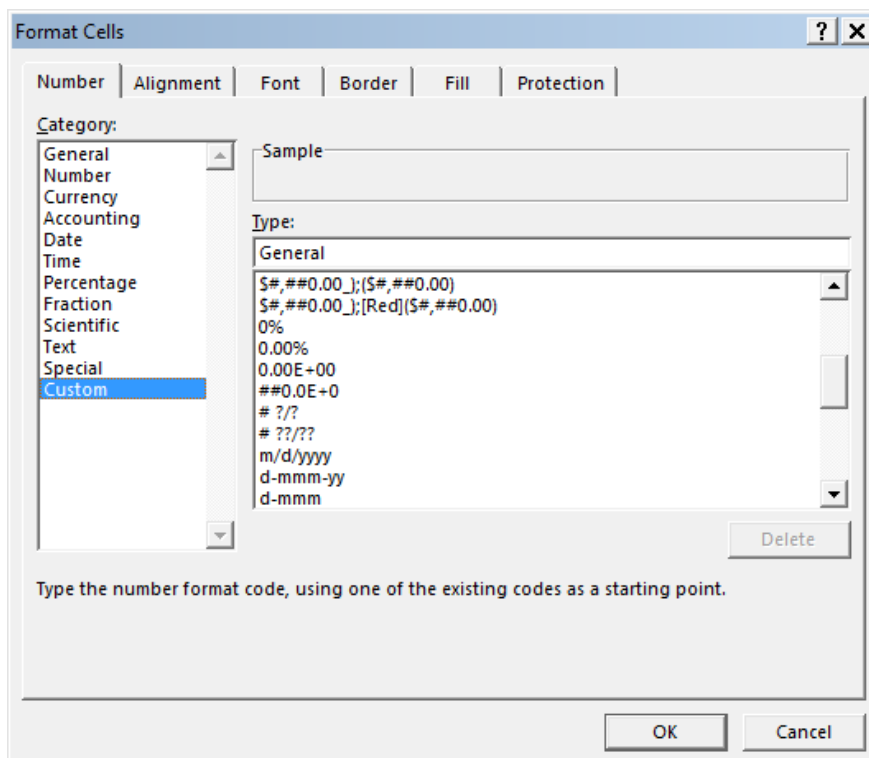 Format Cells
? X
Number Alignment Font Border Fill Protection
Category:
General
Number
Currency
Accounting
Date
Time
Percentage
Fraction
Scientific
Text
Special
Custom
Sample
Type:
General
$#,##0.00_);($#,##0.00)
$#,##0.00_);[Red]($#,##0.00)
0%
0.00%
0.00E+00
##0.0E+0
# ?/?
# ??/??
m/d/yyyy
d-mmm-yy
d-mmm
Delete
Type the number format code, using one of the existing codes as a starting point.
OK Cancel